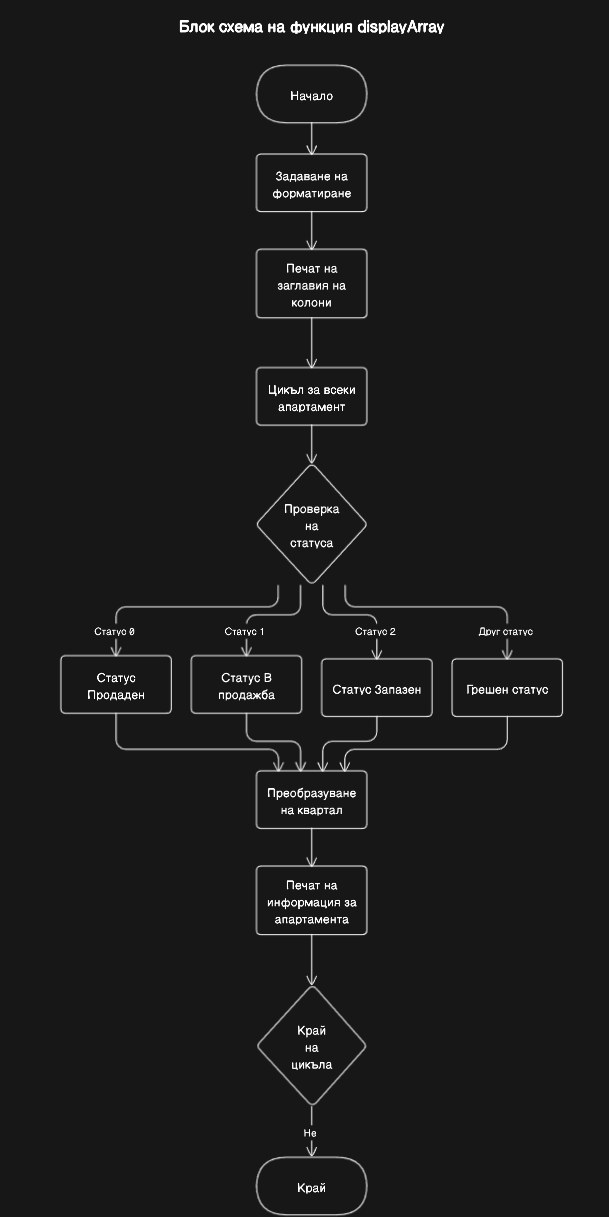 Блок схема на функция displayArray
Начало
Задаване на
форматиране
Печат на
заглавия на
колони
Цикъл за всеки
апартамент
Проверка
на
статуса
Статус 0
Статус 1
Статус 2
Друг статус
Статус
Продаден
Статус В
продажба
Статус Запазен
Грешен статус
Преобразуване
на квартал
Печат на
информация за
апартамента
Край
на
цикъла
Не
Край